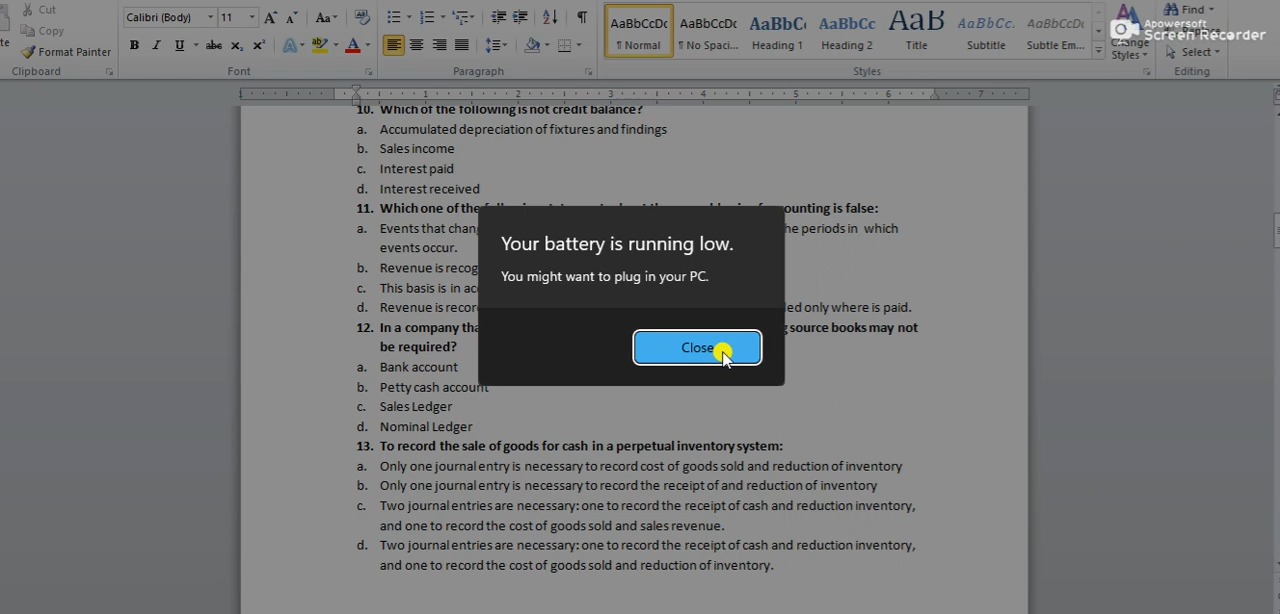 Cut
Copy
Format Painter
Clipboard
Calibri (Body) 11
Font
Paragraph
AaBbCcDc AaBbCcDc AaBbC AaBbCc AaB AaBbCc. AaBbCcDc
¶ Normal ¶ No Spaci... Heading 1 Heading 2 Title Subtitle Subtle Em...
Change
Styles
Styles
Find
Select
Editing
Apowersoft
Screen Recorder
10. Which of the following is not credit balance?
a. Accumulated depreciation of fixtures and findings
b. Sales income
c. Interest paid
d. Interest received
11. Which one of the ounting is false:
a. Events that chan he periods in which
events occur.
b. Revenue is recog
c. This basis is in ac
d. Revenue is recor ed only where is paid.
12. In a company tha source books may not
be required?
a. Bank account
b. Petty cash account
c. Sales Ledger
d. Nominal Ledger
13. To record the sale of goods for cash in a perpetual inventory system:
a. Only one journal entry is necessary to record cost of goods sold and reduction of inventory
b. Only one journal entry is necessary to record the receipt of and reduction of inventory
c. Two journal entries are necessary: one to record the receipt of cash and reduction inventory,
and one to record the cost of goods sold and sales revenue.
d. Two journal entries are necessary: one to record the receipt of cash and reduction inventory,
and one to record the cost of goods sold and reduction of inventory.
Your battery is running low.
You might want to plug in your PC.
Close